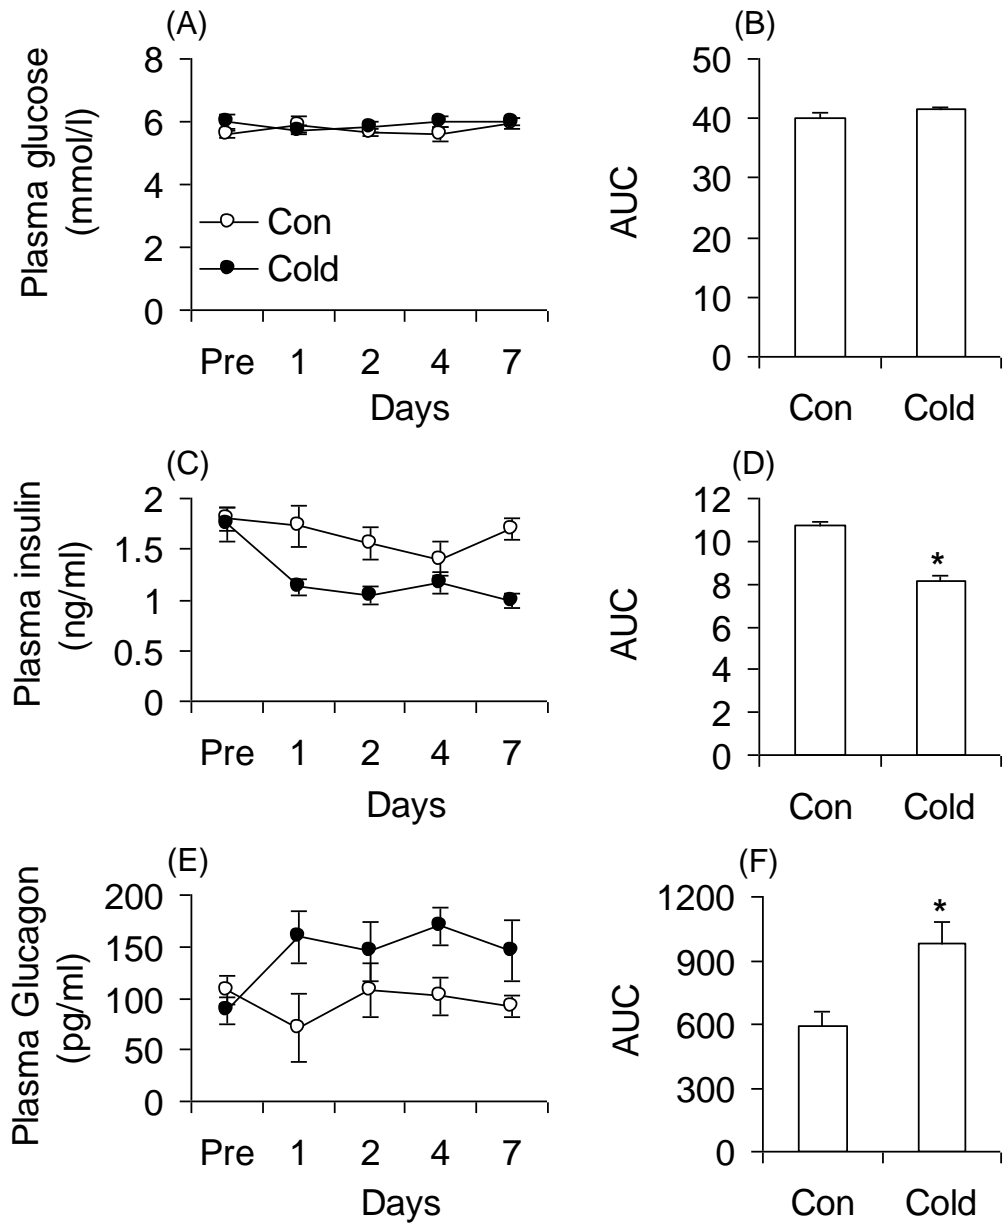 (A)
Plasma glucose
(mmol/l)
8
6
4
2
0
Con
Cold
Pre 1 2 4 7
Days
(B)
AUC
50
40
30
20
10
0
Con Cold
(C)
Plasma insulin
(ng/ml)
2
1.5
1
0.5
0
Pre 1 2 4 7
Days
(D)
AUC
12
10
8
6
4
2
0
*
Con Cold
(E)
Plasma Glucagon
(pg/ml)
200
150
100
50
0
Pre 1 2 4 7
Days
(F)
AUC
1200
900
600
300
0
*
Con Cold